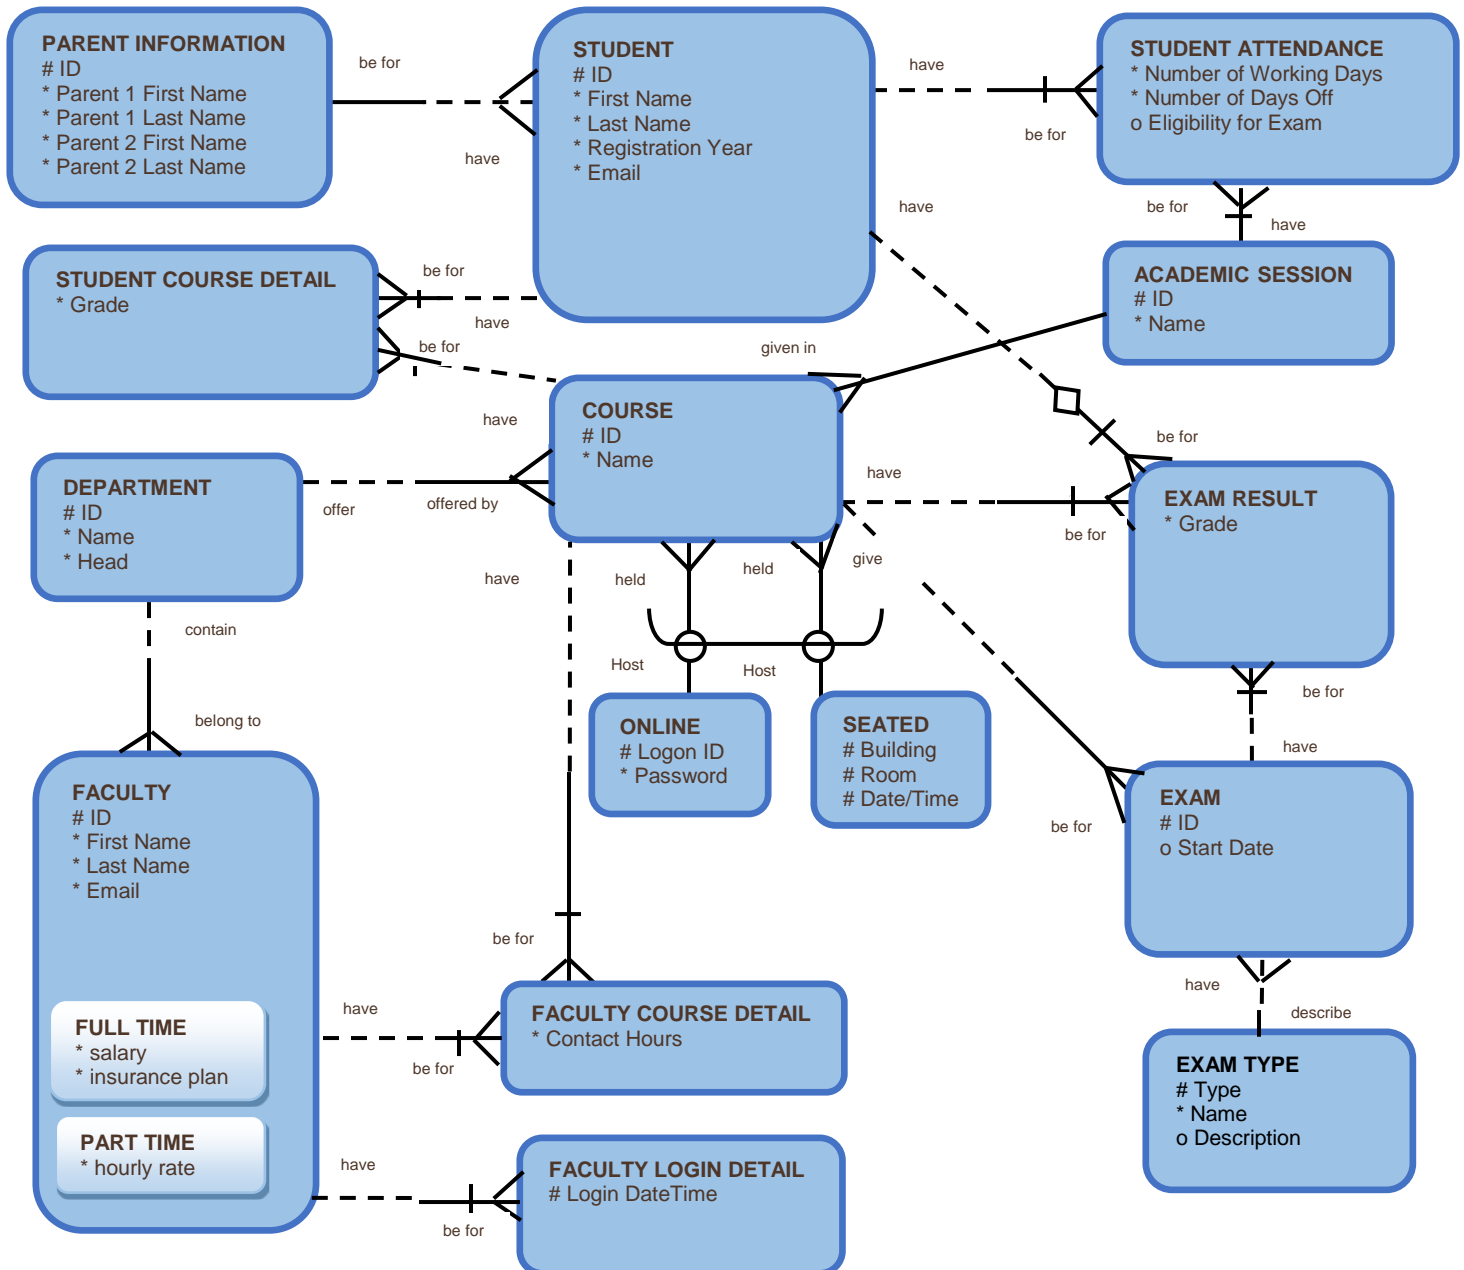 PARENT INFORMATION
# ID
* Parent 1 First Name
* Parent 1 Last Name
* Parent 2 First Name
* Parent 2 Last Name
be for
have
STUDENT
# ID
* First Name
* Last Name
* Registration Year
* Email
have
be for
STUDENT ATTENDANCE
* Number of Working Days
* Number of Days Off
o Eligibility for Exam
be for
have
have
STUDENT COURSE DETAIL
* Grade
be for
have
be for
have
ACADEMIC SESSION
# ID
* Name
given in
COURSE
# ID
* Name
DEPARTMENT
# ID
* Name
* Head
offer
offered by
have
be for
be for
EXAM RESULT
* Grade
have
held
held
give
contain
belong to
Host
Host
ONLINE
# Logon ID
* Password
SEATED
# Building
# Room
# Date/Time
be for
have
FACULTY
# ID
* First Name
* Last Name
* Email
be for
EXAM
# ID
o Start Date
be for
FULL TIME
* salary
* insurance plan
have
be for
FACULTY COURSE DETAIL
* Contact Hours
have
describe
EXAM TYPE
# Type
* Name
o Description
PART TIME
* hourly rate
have
be for
FACULTY LOGIN DETAIL
# Login DateTime